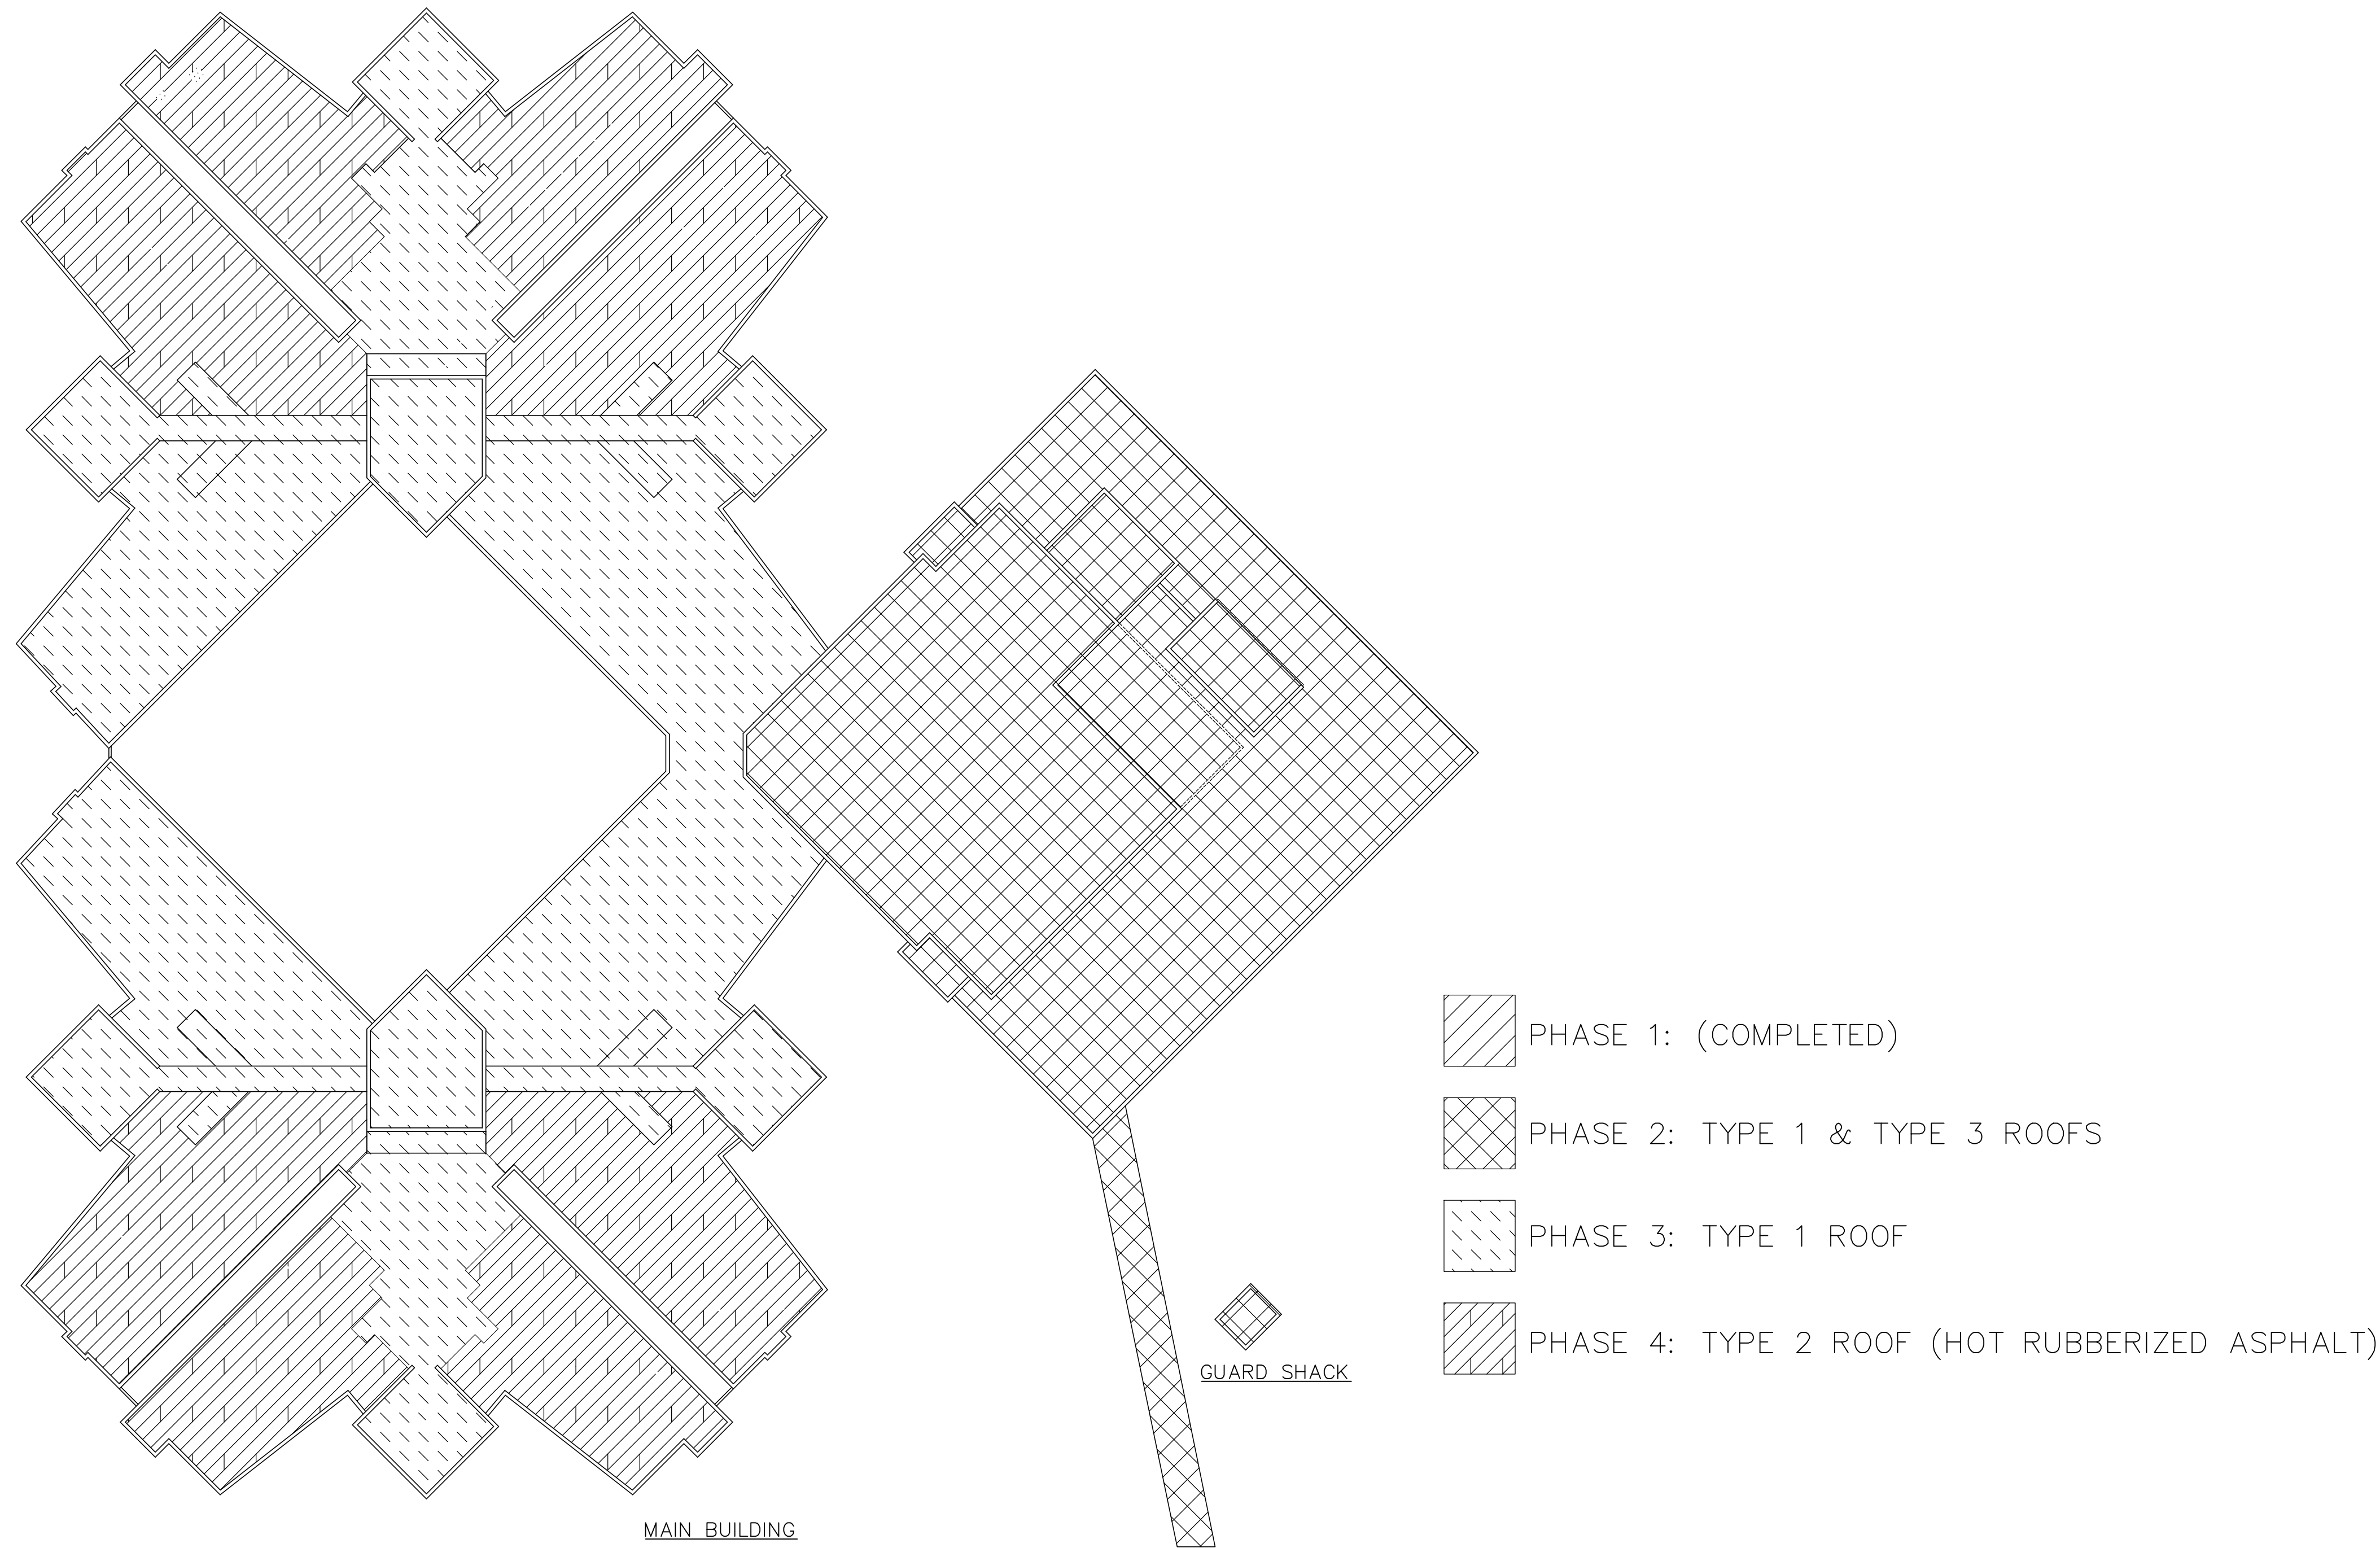 PHASE 1: (COMPLETED)
PHASE 2: TYPE 1 & TYPE 3 ROOFS
PHASE 3: TYPE 1 ROOF
PHASE 4: TYPE 2 ROOF (HOT RUBBERIZED ASPHALT)
GUARD SHACK
MAIN BUILDING